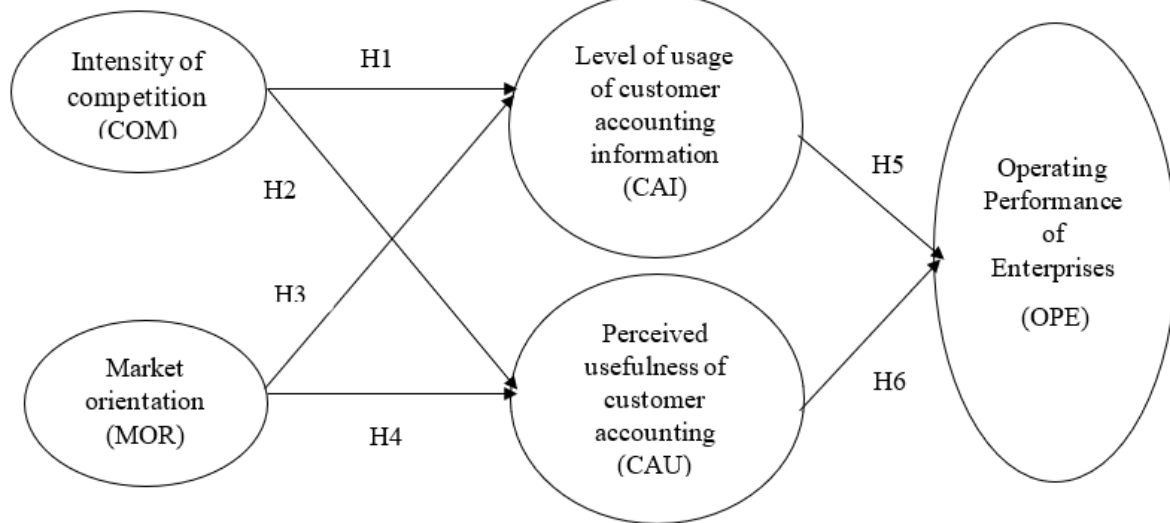 Intensity of
competition
(COM)
H1
Level of usage
of customer
accounting
information
(CAI)
H2
H5
Operating
Performance
of
Enterprises
(OPE)
H3
Market
orientation
(MOR)
H4
Perceived
usefulness of
customer
accounting
(CAU)
H6